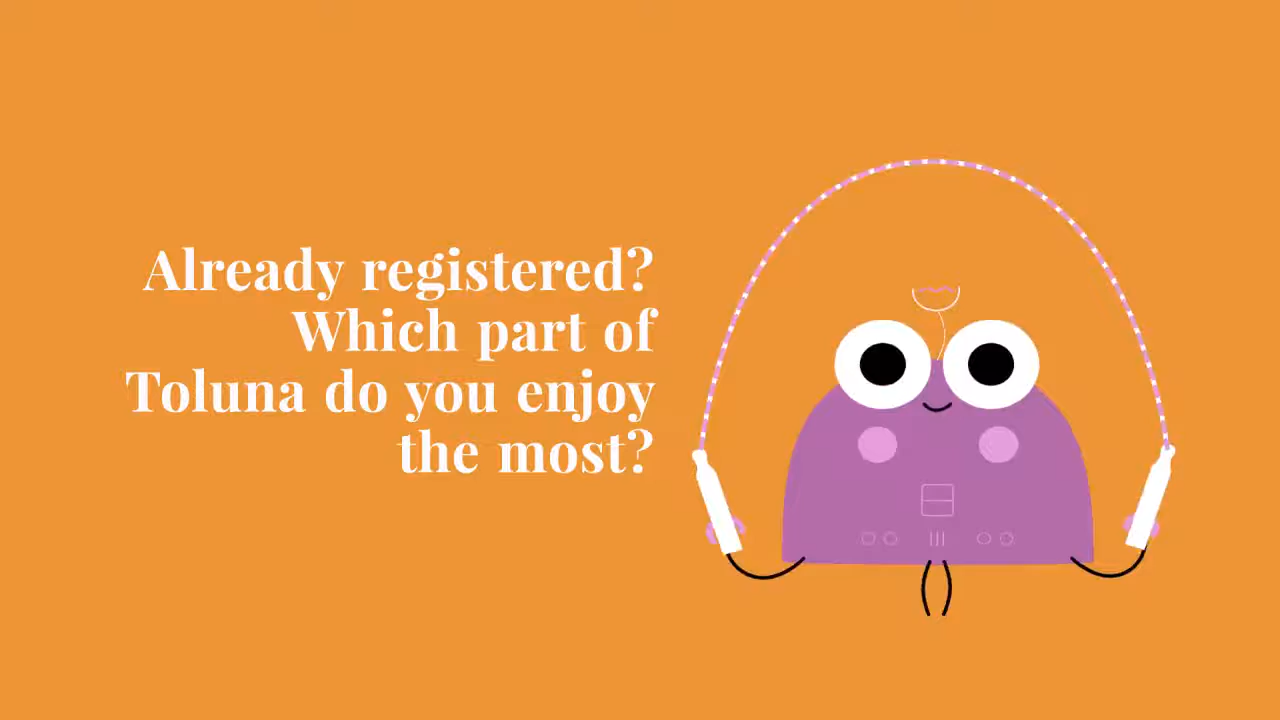 Already registered?
Which part of
Toluna do you enjoy
the most?